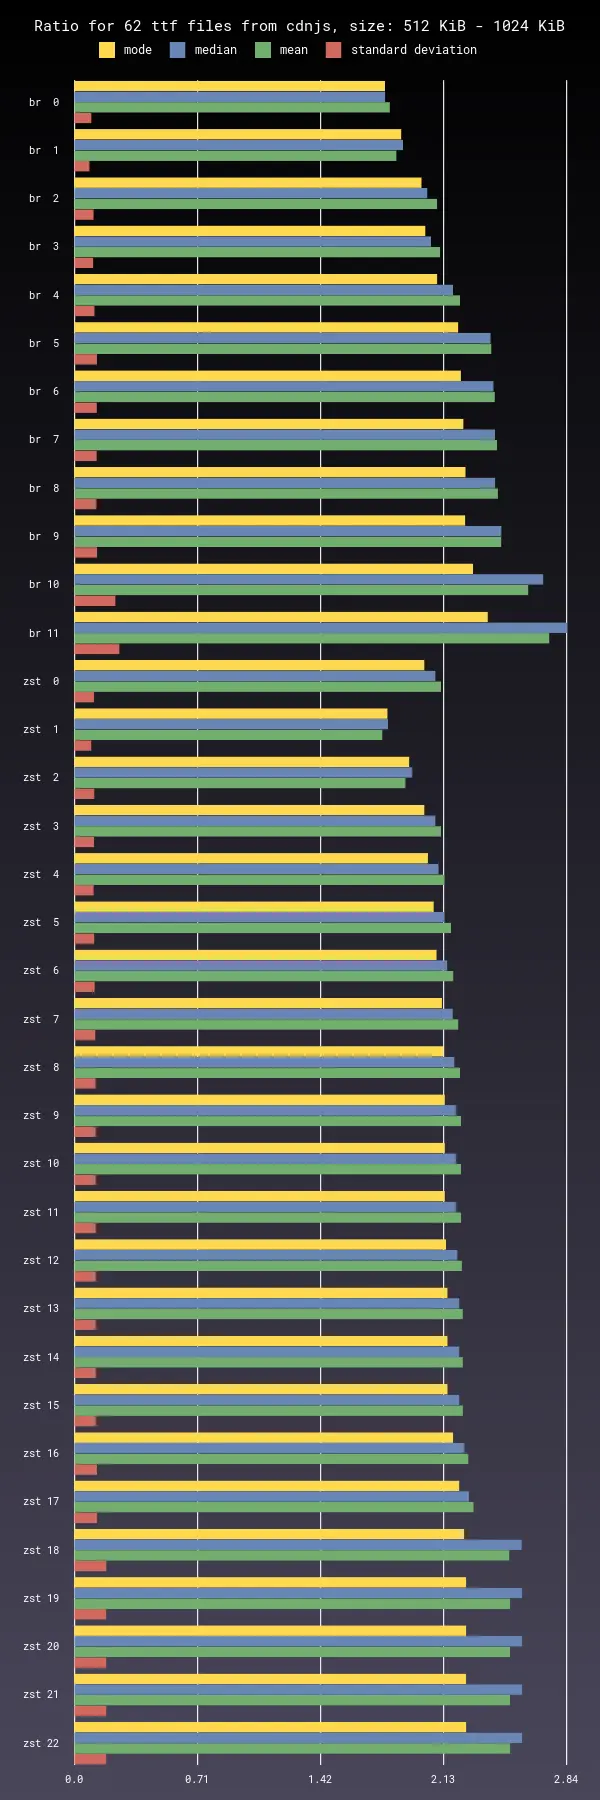 Ratio for 62 ttf files from cdnjs, size: 512 KiB - 1024 KiB
mode median mean standard deviation
br 0
br 1
br 2
br 3
br 4
br 5
br 6
br 7
br 8
br 9
br 10
br 11
zst 0
zst 1
zst 2
zst 3
zst 4
zst 5
zst 6
zst 7
zst 8
zst 9
zst 10
zst 11
zst 12
zst 13
zst 14
zst 15
zst 16
zst 17
zst 18
zst 19
zst 20
zst 21
zst 22
0.0 0.71 1.42 2.13 2.84